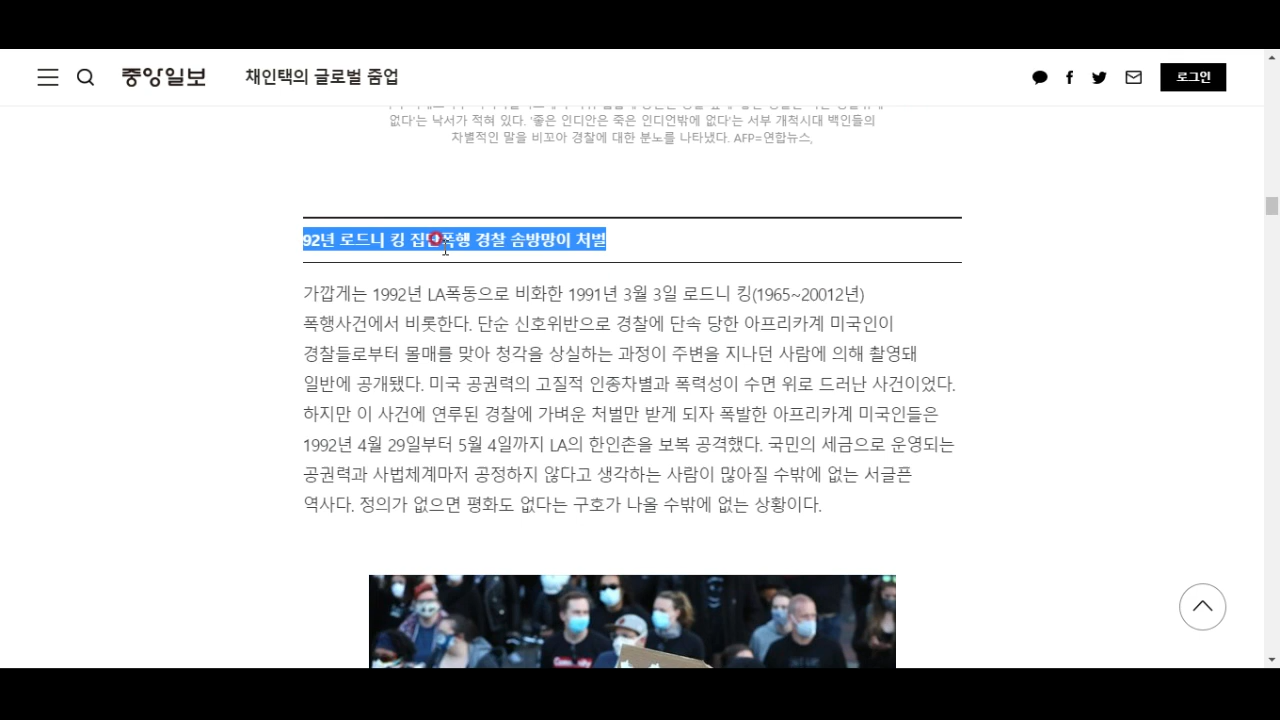 중앙일보
채인택의 글로벌 줌업
로그인
없다'는 낙서가 적혀 있다. '좋은 인디안은 죽은 인디언밖에 없다'는 서부 개척시대 백인들의
차별적인 말을 비꼬아 경찰에 대한 분노를 나타냈다. AFP=연합뉴스,
92년 로드니 킹 집단폭행 경찰 솜방망이 처벌
가깝게는 1992년 LA폭동으로 비화한 1991년 3월 3일 로드니 킹(1965~20012년)
폭행사건에서 비롯한다. 단순 신호위반으로 경찰에 단속 당한 아프리카계 미국인이
경찰들로부터 몰매를 맞아 청각을 상실하는 과정이 주변을 지나던 사람에 의해 촬영돼
일반에 공개됐다. 미국 공권력의 고질적 인종차별과 폭력성이 수면 위로 드러난 사건이었다.
하지만 이 사건에 연루된 경찰에 가벼운 처벌만 받게 되자 폭발한 아프리카계 미국인들은
1992년 4월 29일부터 5월 4일까지 LA의 한인촌을 보복 공격했다. 국민의 세금으로 운영되는
공권력과 사법체계마저 공정하지 않다고 생각하는 사람이 많아질 수밖에 없는 서글픈
역사다. 정의가 없으면 평화도 없다는 구호가 나올 수밖에 없는 상황이다.